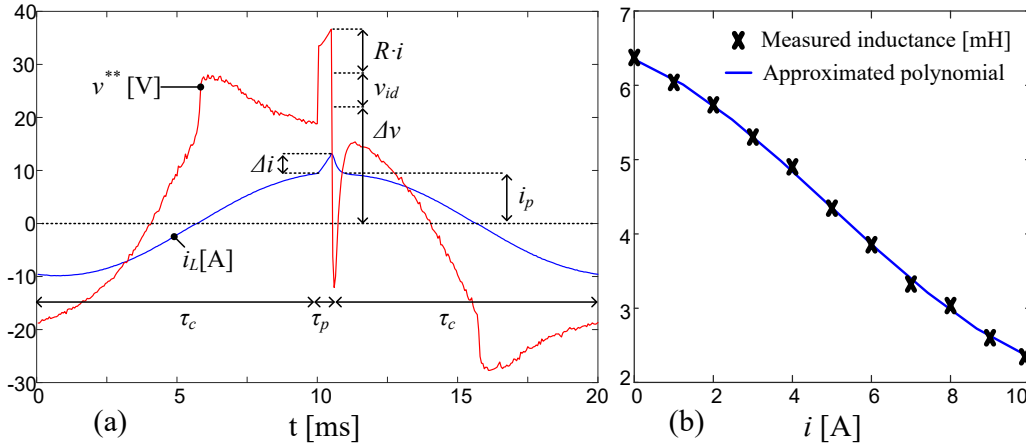 40
30
20
10
0
-10
-20
-30
v** [V]
i_L[A]
R·i
v_id
Δv
Δi
i_p
τ_c
τ_p
τ_c
0
5
10
15
20
(a)
t [ms]
7
6
5
4
3
2
Measured inductance [mH]
Approximated polynomial
0
2
4
6
8
10
(b)
i [A]